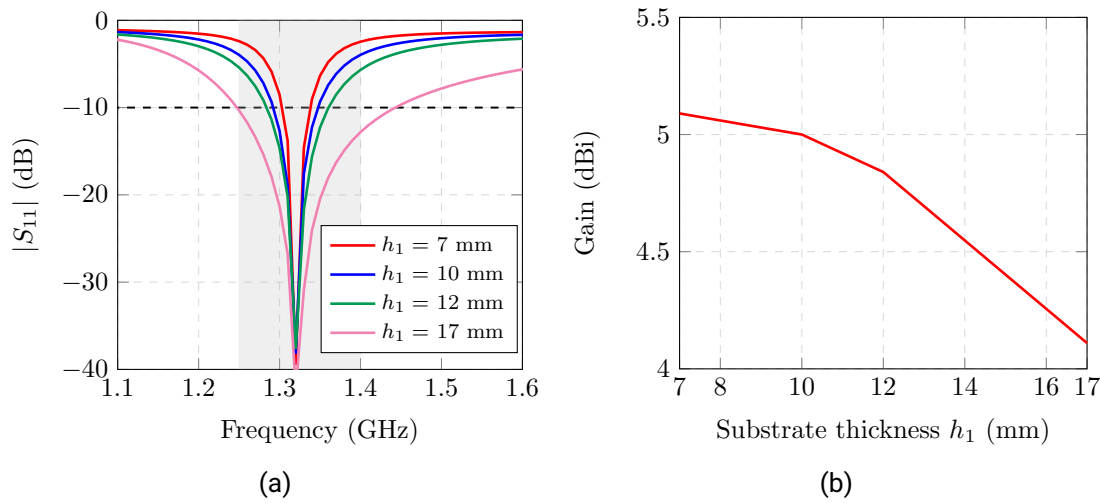 0
−10
−20
−30
−40
1.1 1.2 1.3 1.4 1.5 1.6
|S₁₁| (dB)
Frequency (GHz)
h₁ = 7 mm
h₁ = 10 mm
h₁ = 12 mm
h₁ = 17 mm
(a)
5.5
5
4.5
4
7 8 10 12 14 16 17
Gain (dBi)
Substrate thickness h₁ (mm)
(b)